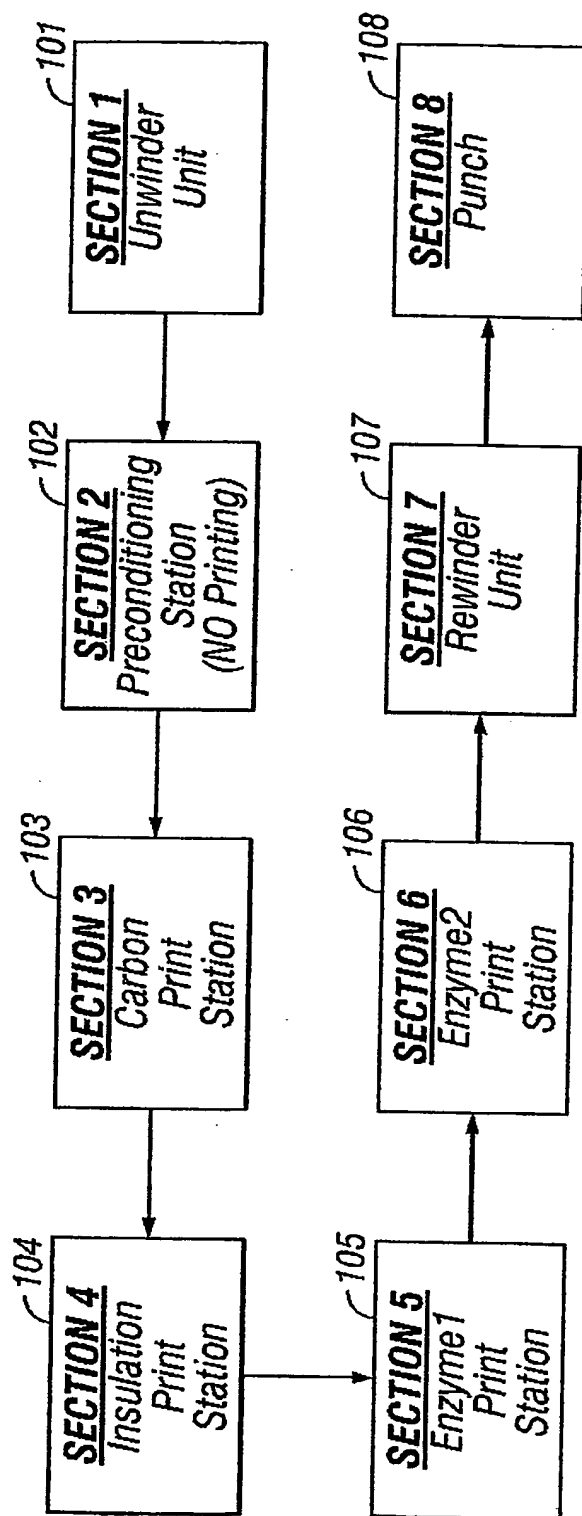 101
SECTION 1
Unwinder
Unit
102
SECTION 2
Preconditioning
Station
(NO Printing)
103
SECTION 3
Carbon
Print
Station
104
SECTION 4
Insulation
Print
Station
105
SECTION 5
Enzyme1
Print
Station
106
SECTION 6
Enzyme2
Print
Station
107
SECTION 7
Rewinder
Unit
108
SECTION 8
Punch